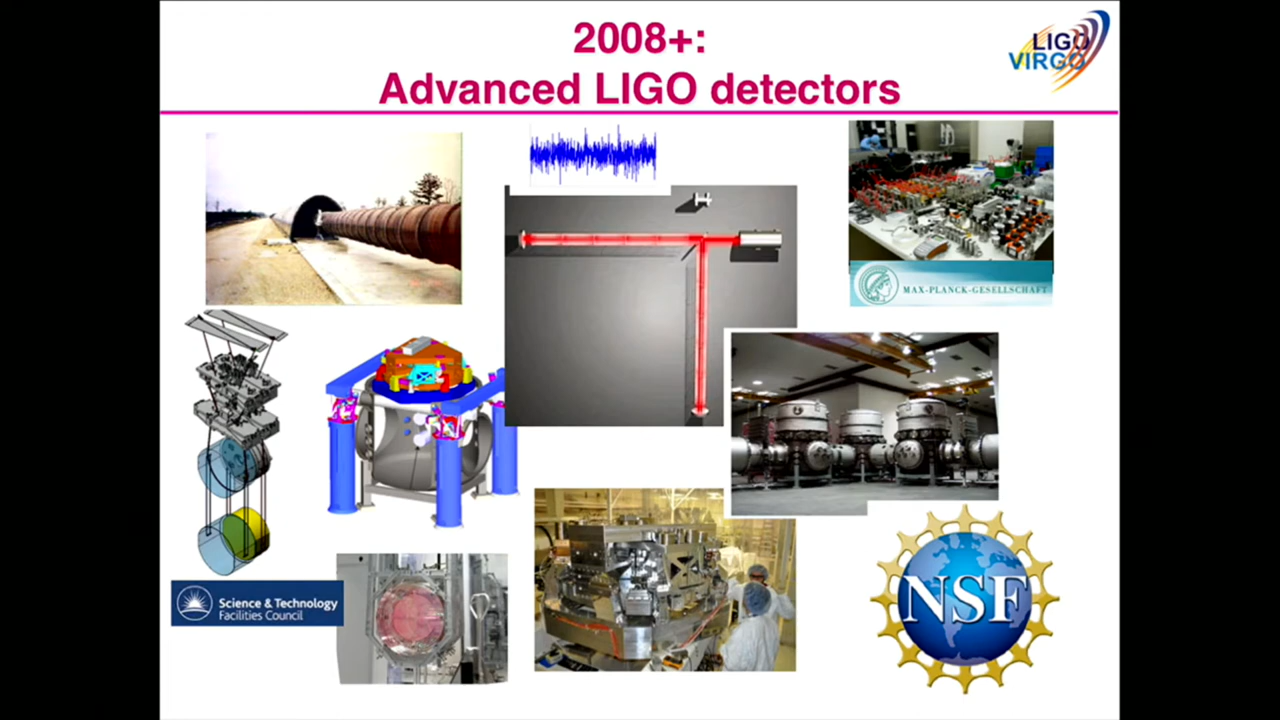 2008+:
Advanced LIGO detectors
LIGO
VIRGO
MAX-PLANCK-GESELLSCHAFT
Science & Technology
Facilities Council
NSF